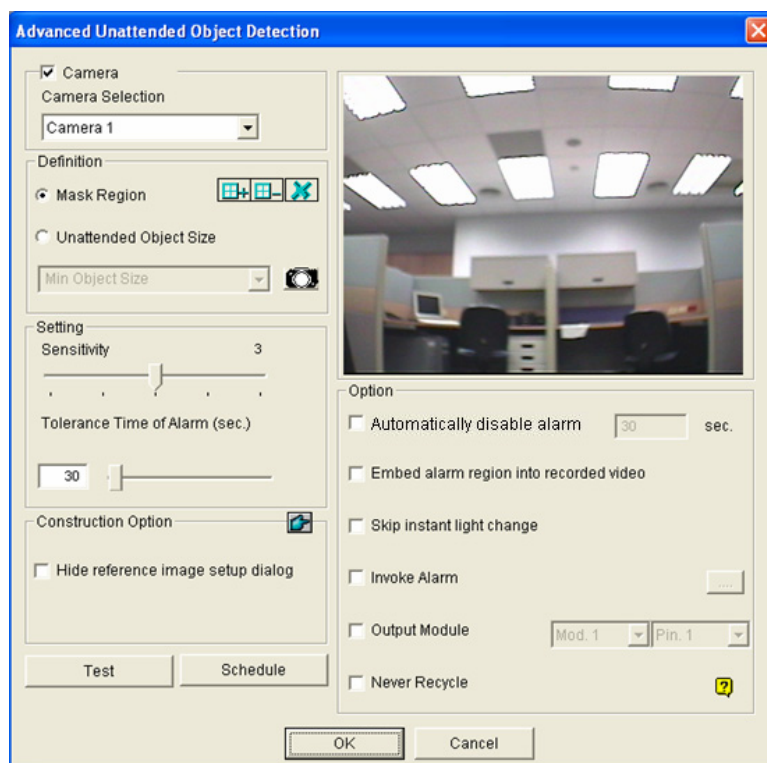 Advanced Unattended Object Detection
Camera
Camera Selection
Camera 1
Definition
Mask Region
Unattended Object Size
Min Object Size
Setting
Sensitivity 3
Tolerance Time of Alarm (sec.)
30
Construction Option
Hide reference image setup dialog
Test Schedule
Option
Automatically disable alarm 30 sec.
Embed alarm region into recorded video
Skip instant light change
Invoke Alarm ....
Output Module Mod. 1 Pin. 1
Never Recycle ?
OK Cancel